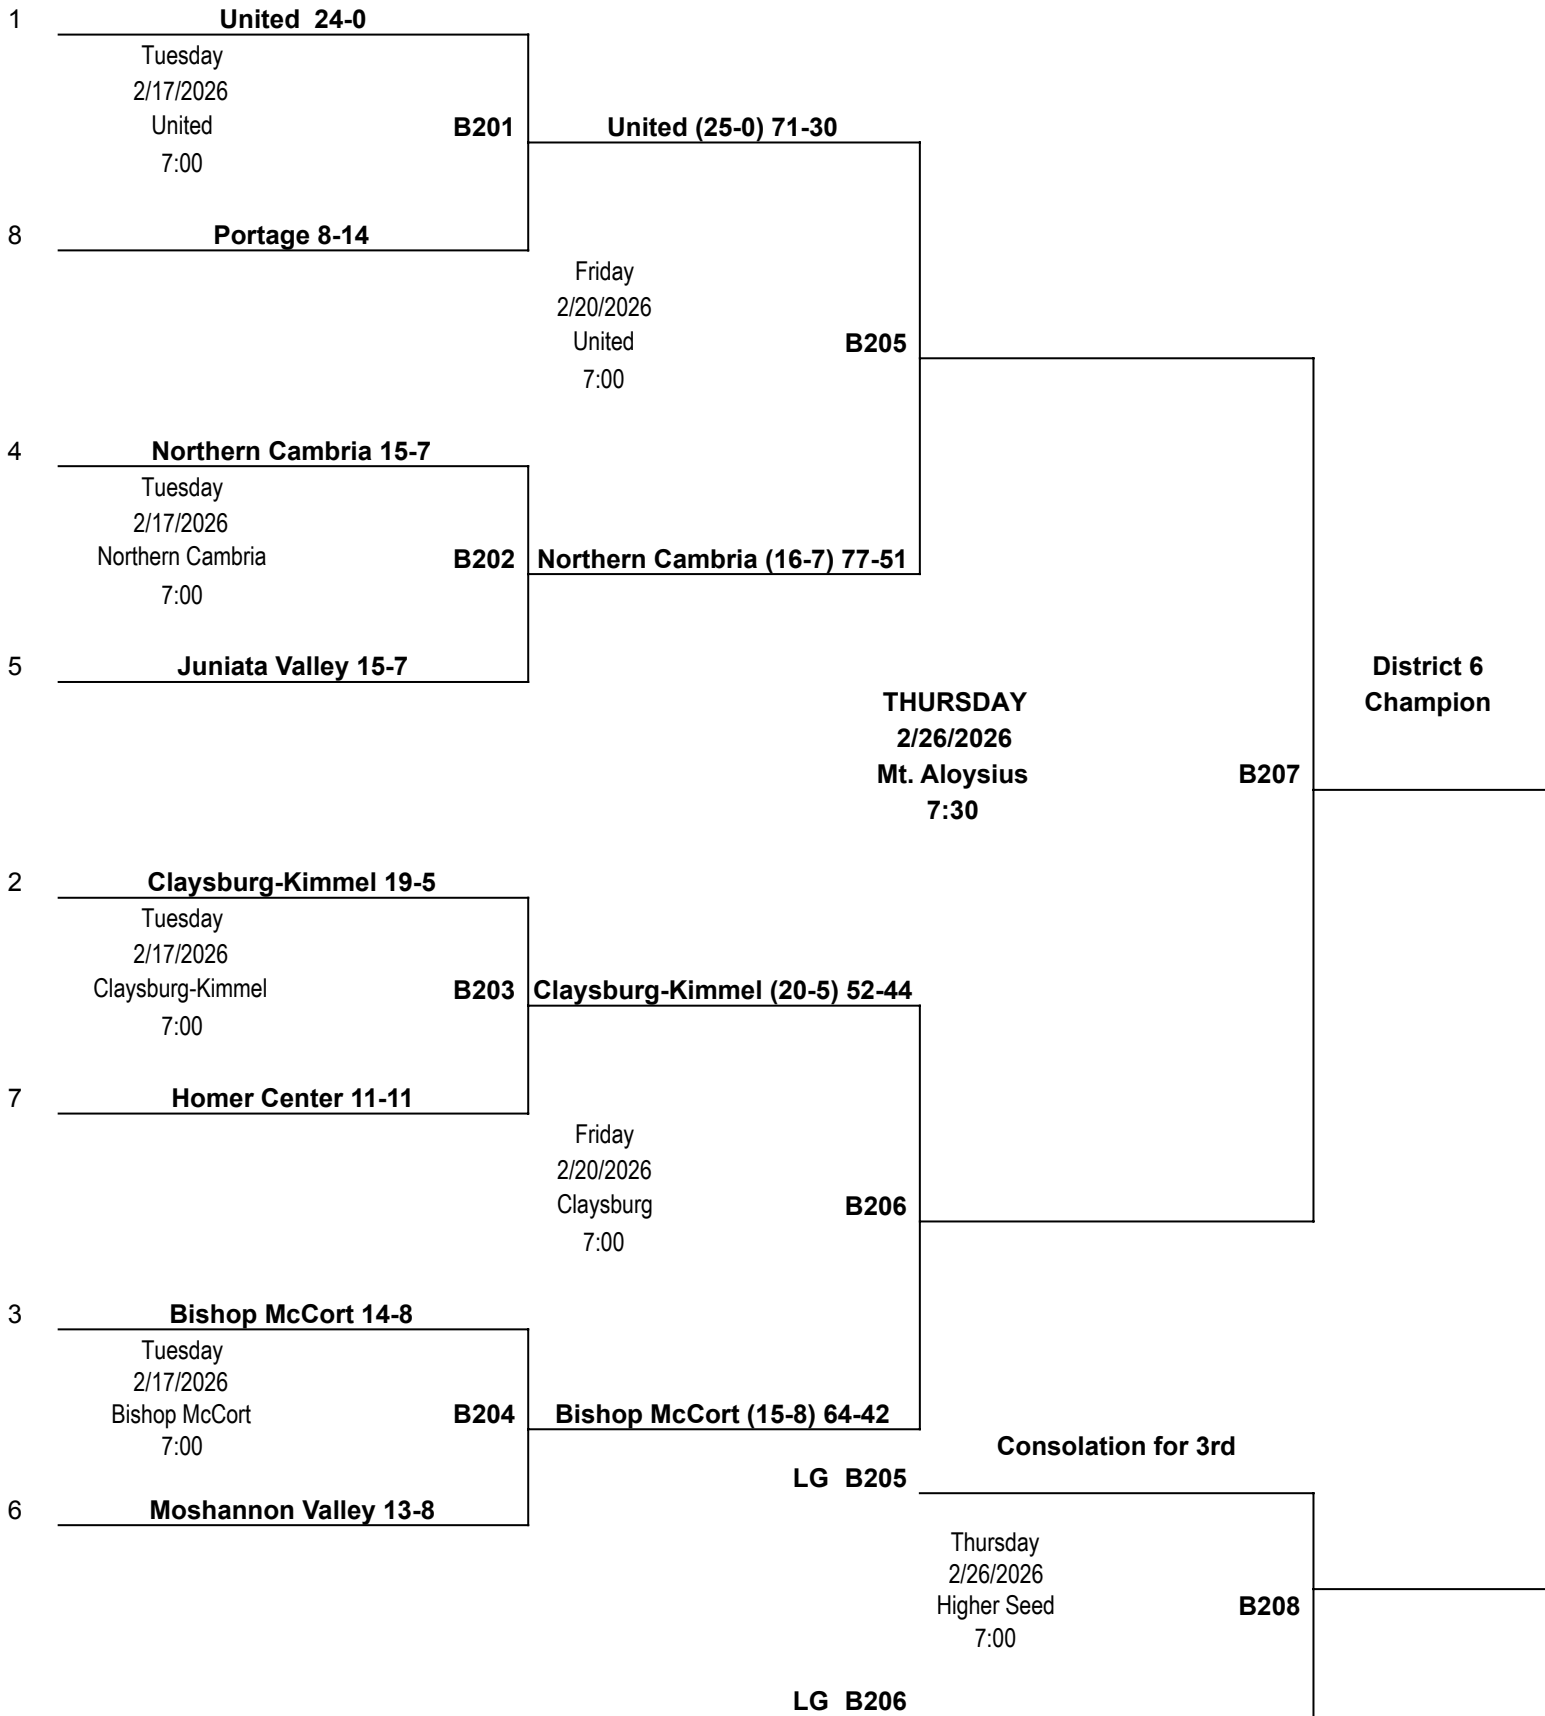 1 United 24-0
Tuesday
2/17/2026
United
B201
United (25-0) 71-30
7:00
8 Portage 8-14
Friday
2/20/2026
United
B205
7:00
4 Northern Cambria 15-7
Tuesday
2/17/2026
Northern Cambria
B202
Northern Cambria (16-7) 77-51
7:00
5 Juniata Valley 15-7
District 6
Champion
THURSDAY
2/26/2026
Mt. Aloysius
B207
7:30
2 Claysburg-Kimmel 19-5
Tuesday
2/17/2026
Claysburg-Kimmel
B203
Claysburg-Kimmel (20-5) 52-44
7:00
7 Homer Center 11-11
Friday
2/20/2026
Claysburg
B206
7:00
3 Bishop McCort 14-8
Tuesday
2/17/2026
Bishop McCort
B204
Bishop McCort (15-8) 64-42
7:00
Consolation for 3rd
LG B205
6 Moshannon Valley 13-8
Thursday
2/26/2026
Higher Seed
B208
7:00
LG B206